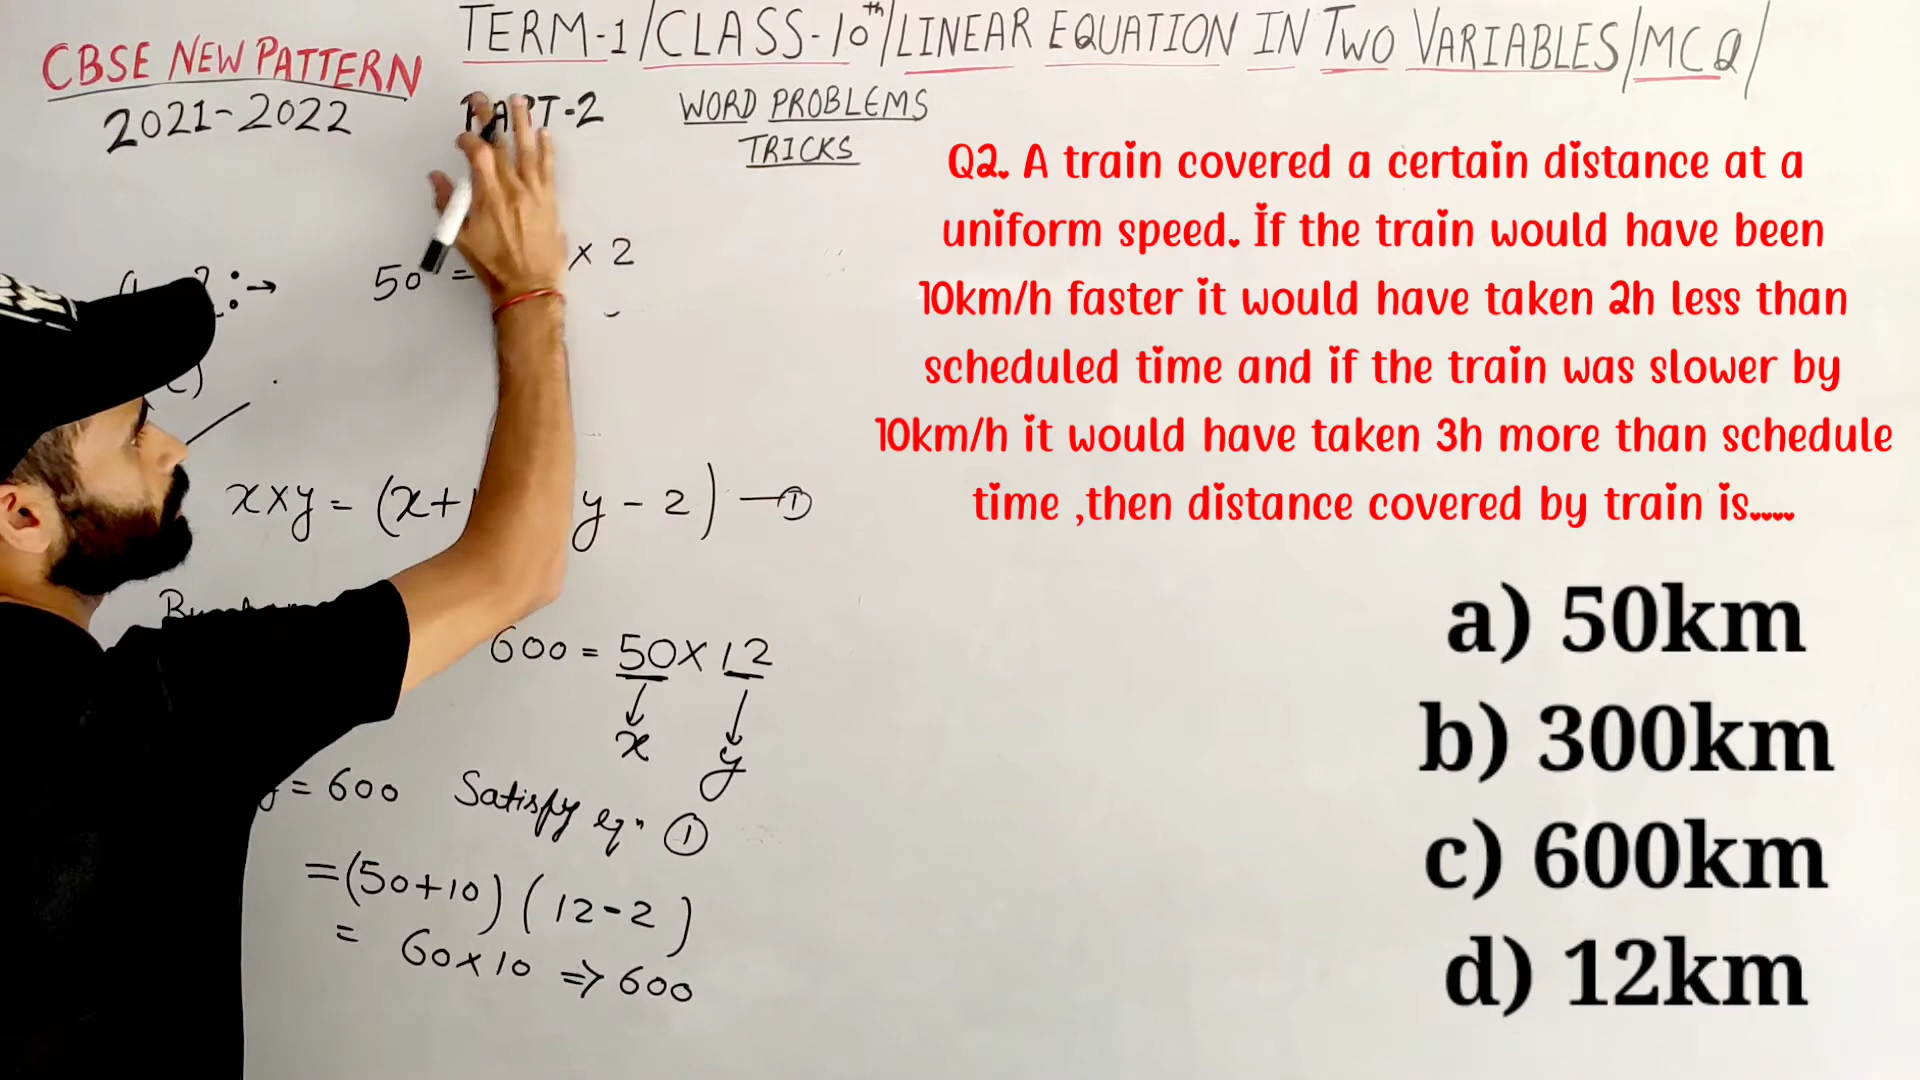 TERM-1/CLASS-10th/LINEAR EQUATION IN TWO VARIABLES/MCQ/
CBSE NEW PATTERN
2021-2022
PART-2
WORD PROBLEMS
TRICKS
Q2. A train covered a certain distance at a
uniform speed. If the train would have been
10km/h faster it would have taken 2h less than
scheduled time and if the train was slower by
10km/h it would have taken 3h more than schedule
time ,then distance covered by train is.....
50 = × 2
x×y = (x+ y - 2) — ①
600 = 50 × 12
x y
= 600 Satisfy eqn ①
= (50+10) (12-2)
= 60×10 ⇒ 600
a) 50km
b) 300km
c) 600km
d) 12km